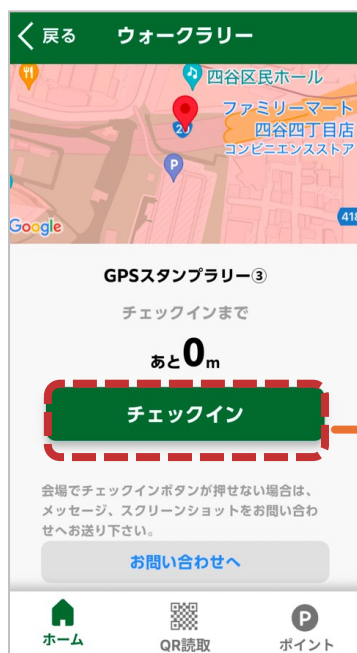 戻る ウォークラリー
四谷区民ホール
ファミリーマート
四谷四丁目店
コンビニエンスストア
20
P
Google
418
GPSスタンプラリー③
チェックインまで
あと0m
チェックイン
会場でチェックインボタンが押せない場合は、
メッセージ、スクリーンショットをお問い合わ
せへお送り下さい。
お問い合わせへ
P
ホーム QR読取 ポイント